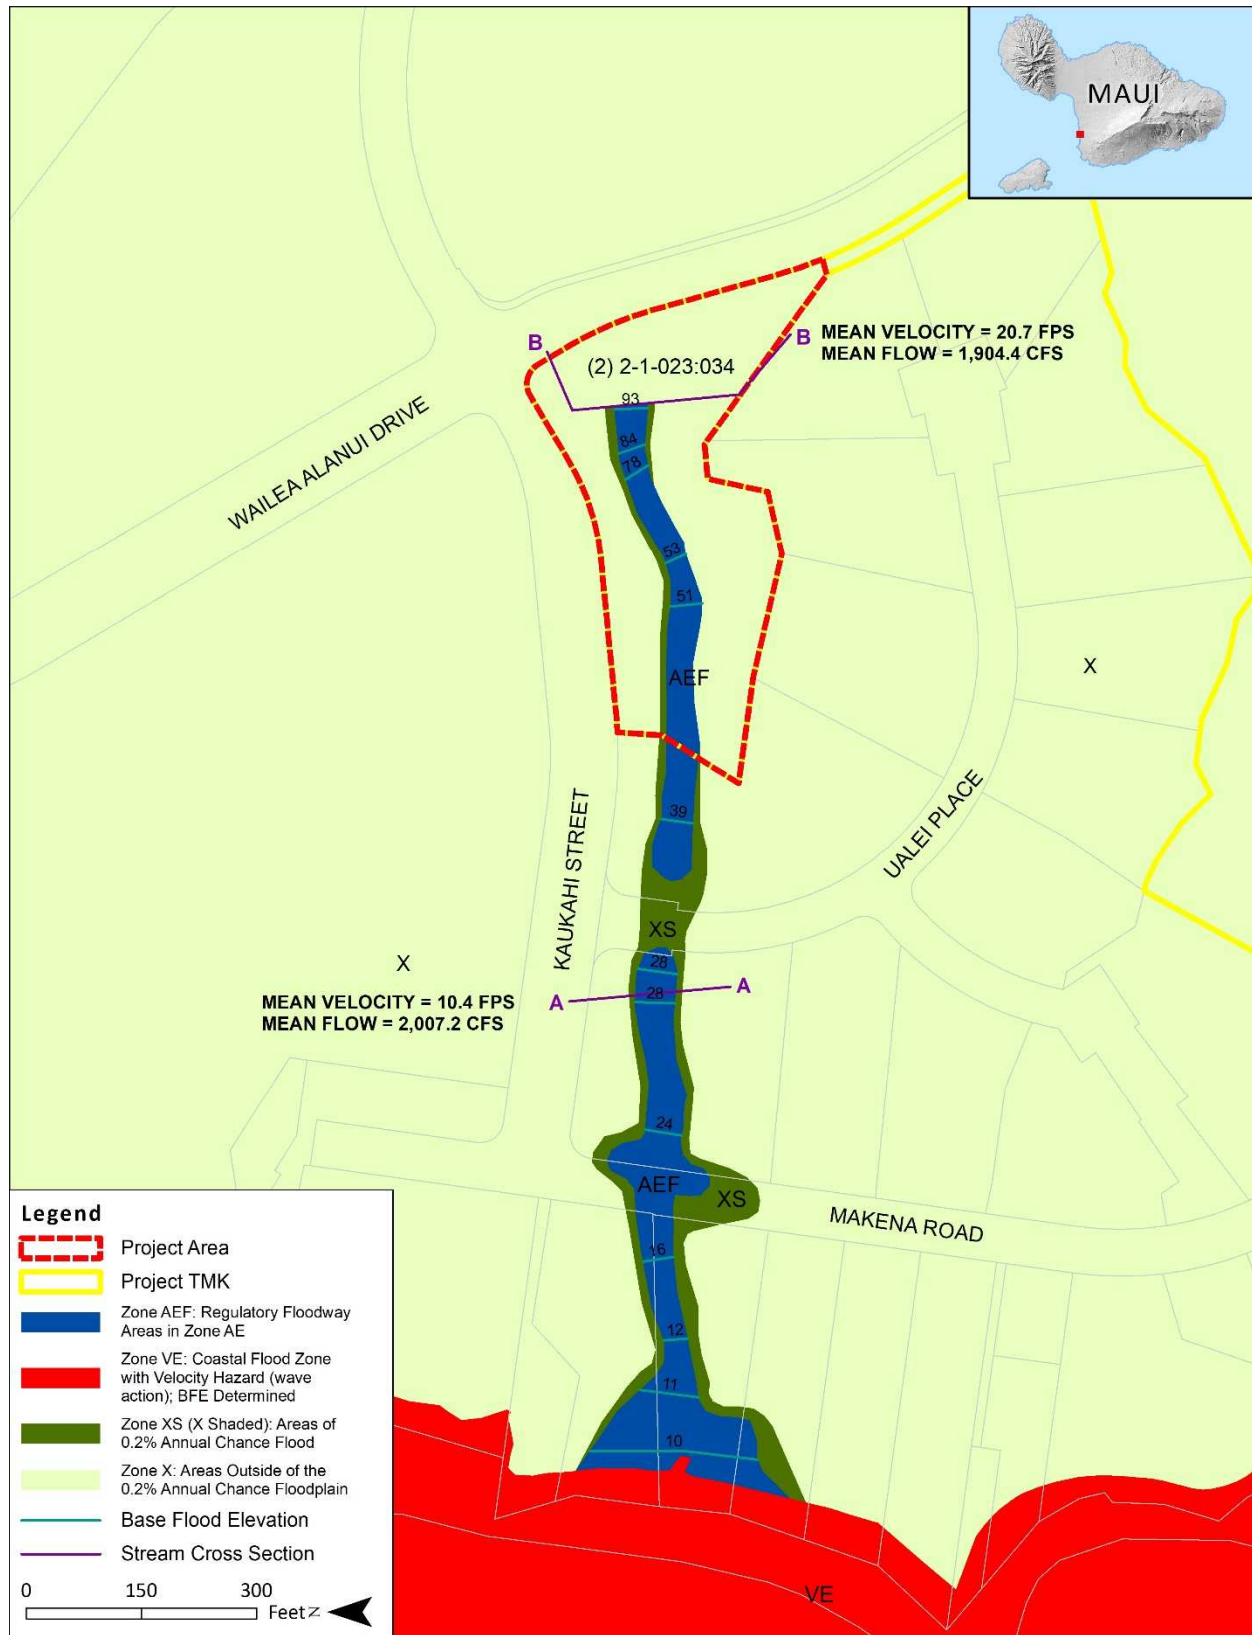 MAUI
MEAN VELOCITY = 20.7 FPS
MEAN FLOW = 1,904.4 CFS
B
B
(2) 2-1-023:034
93
WAILEA ALANUI DRIVE
84
78
53
51
X
AEF
39
UALEI PLACE
KAUKAHI STREET
XS
X
28
MEAN VELOCITY = 10.4 FPS
MEAN FLOW = 2,007.2 CFS
A
A
28
24
AEF
XS
MAKENA ROAD
16
12
11
10
VE
Legend
Project Area
Project TMK
Zone AEF: Regulatory Floodway
Areas in Zone AE
Zone VE: Coastal Flood Zone
with Velocity Hazard (wave
action); BFE Determined
Zone XS (X Shaded): Areas of
0.2% Annual Chance Flood
Zone X: Areas Outside of the
0.2% Annual Chance Floodplain
Base Flood Elevation
Stream Cross Section
0 150 300
Feet N